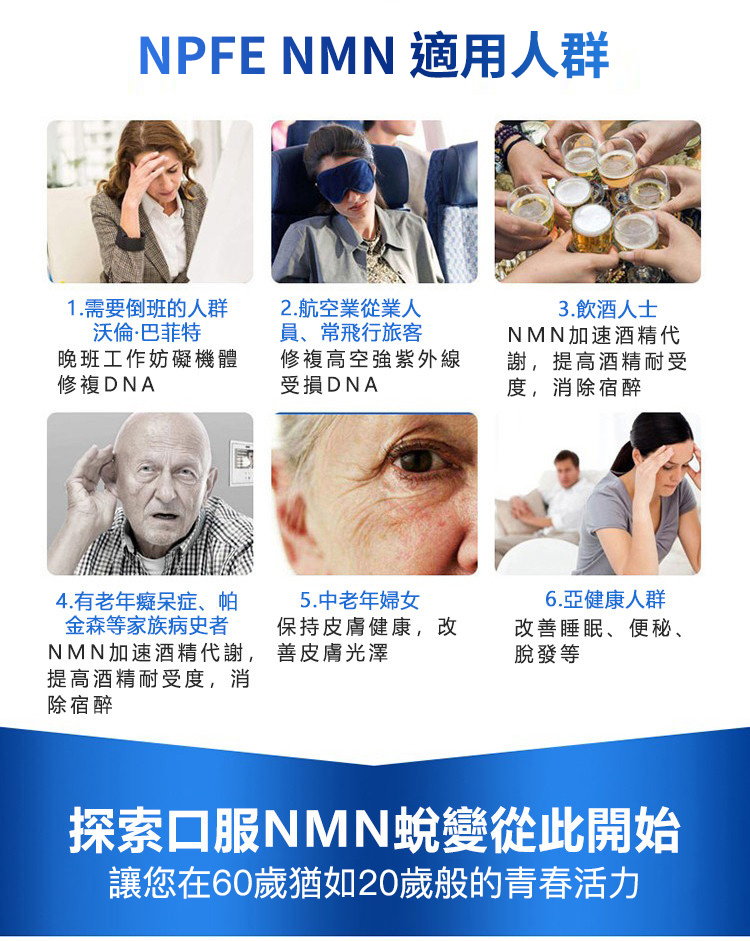 NPFE NMN 適用人群
1.需要倒班的人群
沃倫·巴菲特
晚班工作妨礙機體
修複DNA
2.航空業從業人
員、常飛行旅客
修複高空強紫外線
受損DNA
3.飲酒人士
NMN加速酒精代
謝，提高酒精耐受
度，消除宿醉
4.有老年癡呆症、帕
金森等家族病史者
NMN加速酒精代謝，
提高酒精耐受度，消
除宿醉
5.中老年婦女
保持皮膚健康，改
善皮膚光澤
6.亞健康人群
改善睡眠、便秘、
脫發等
探索口服NMN蛻變從此開始
讓您在60歲猶如20歲般的青春活力